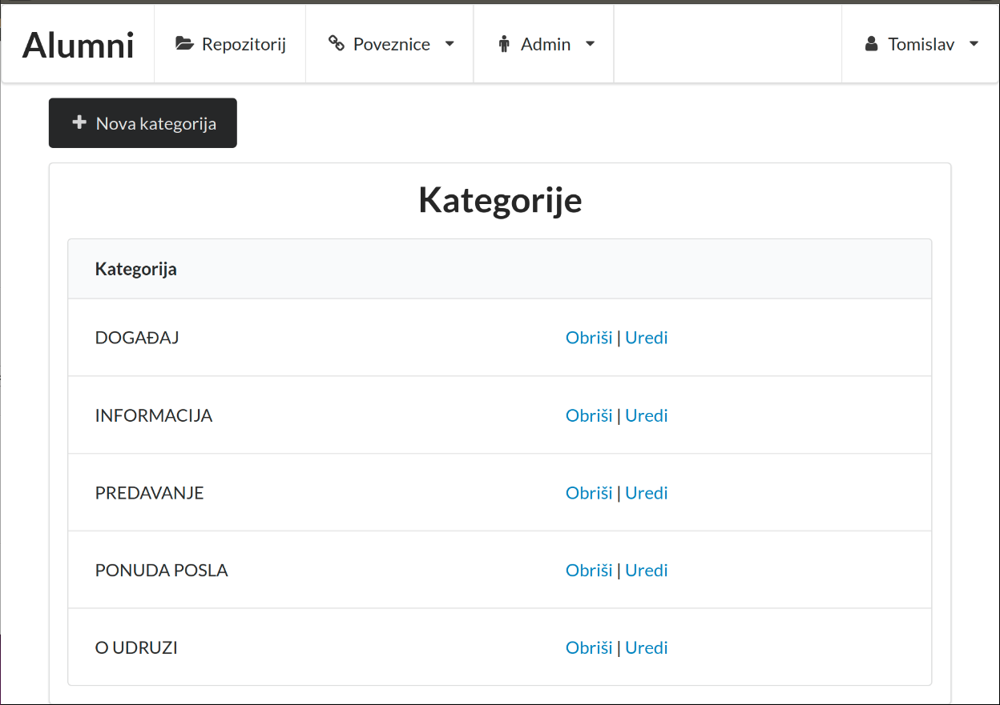 Alumni Repozitorij Poveznice Admin Tomislav
Nova kategorija
Kategorije
Kategorija
DOGAĐAJ Obriši | Uredi
INFORMACIJA Obriši | Uredi
PREDAVANJE Obriši | Uredi
PONUDA POSLA Obriši | Uredi
O UDRUZI Obriši | Uredi